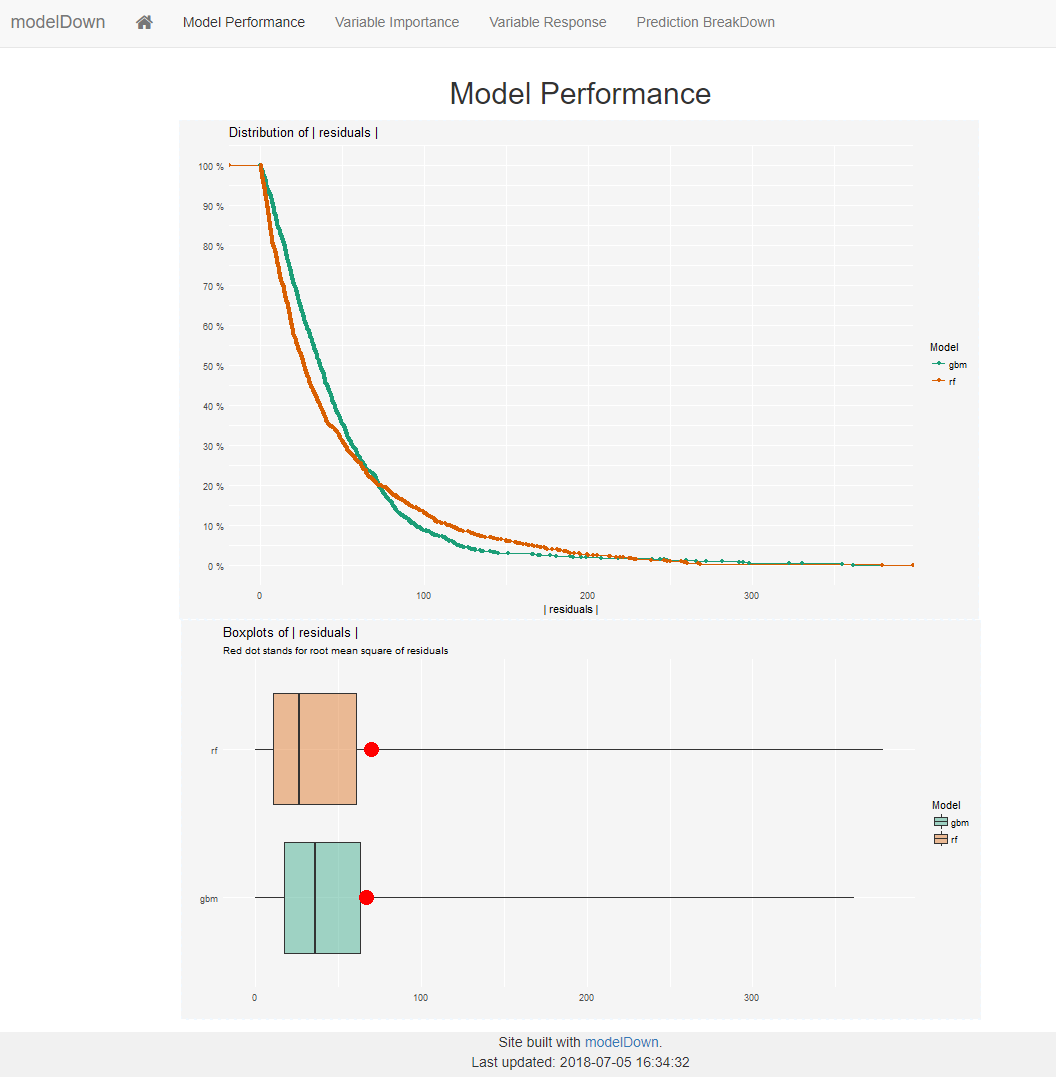 modelDown Model Performance Variable Importance Variable Response Prediction BreakDown
Model Performance
Distribution of | residuals |
100 %
90 %
80 %
70 %
60 %
50 %
40 %
30 %
20 %
10 %
0 %
0 100 200 300
| residuals |
Model
gbm
rf
Boxplots of | residuals |
Red dot stands for root mean square of residuals
rf
gbm
0 100 200 300
Model
gbm
rf
Site built with modelDown.
Last updated: 2018-07-05 16:34:32